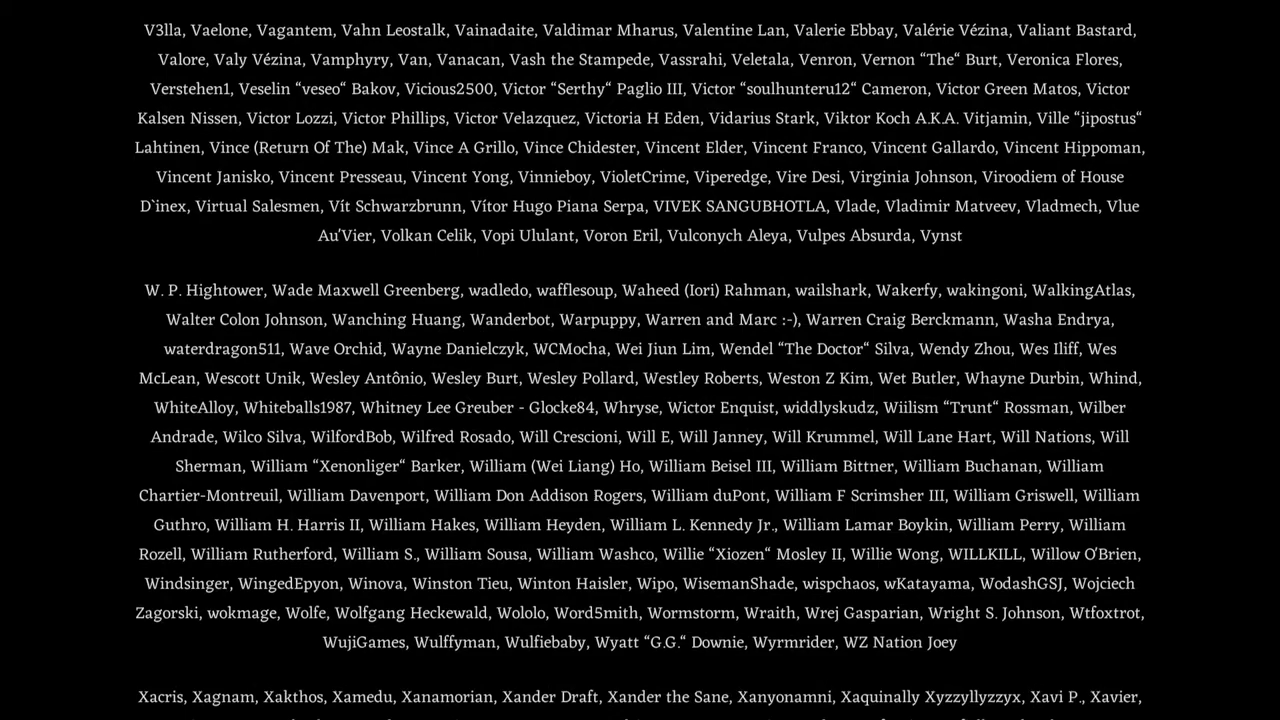 V3lla, Vaelone, Vagantem, Vahn Leostalk, Vainadaite, Valdimar Mharus, Valentine Lan, Valerie Ebbay, Valérie Vézina, Valiant Bastard,
Valore, Valy Vézina, Vamphyry, Van, Vanacan, Vash the Stampede, Vassrahi, Veletala, Venron, Vernon “The“ Burt, Veronica Flores,
Verstehen1, Veselin “veseo“ Bakov, Vicious2500, Victor “Serthy“ Paglio III, Victor “soulhunteru12“ Cameron, Victor Green Matos, Victor
Kalsen Nissen, Victor Lozzi, Victor Phillips, Victor Velazquez, Victoria H Eden, Vidarius Stark, Viktor Koch A.K.A. Vitjamin, Ville “jipostus“
Lahtinen, Vince (Return Of The) Mak, Vince A Grillo, Vince Chidester, Vincent Elder, Vincent Franco, Vincent Gallardo, Vincent Hippoman,
Vincent Janisko, Vincent Presseau, Vincent Yong, Vinnieboy, VioletCrime, Viperedge, Vire Desi, Virginia Johnson, Viroodiem of House
D`inex, Virtual Salesmen, Vít Schwarzbrunn, Vítor Hugo Piana Serpa, VIVEK SANGUBHOTLA, Vlade, Vladimir Matveev, Vladmech, Vlue
Au'Vier, Volkan Celik, Vopi Ululant, Voron Eril, Vulconych Aleya, Vulpes Absurda, Vynst
W. P. Hightower, Wade Maxwell Greenberg, wadledo, wafflesoup, Waheed (Iori) Rahman, wailshark, Wakerfy, wakingoni, WalkingAtlas,
Walter Colon Johnson, Wanching Huang, Wanderbot, Warpuppy, Warren and Marc :-), Warren Craig Berckmann, Washa Endrya,
waterdragon511, Wave Orchid, Wayne Danielczyk, WCMocha, Wei Jiun Lim, Wendel “The Doctor“ Silva, Wendy Zhou, Wes Iliff, Wes
McLean, Wescott Unik, Wesley Antônio, Wesley Burt, Wesley Pollard, Westley Roberts, Weston Z Kim, Wet Butler, Whayne Durbin, Whind,
WhiteAlloy, Whiteballs1987, Whitney Lee Greuber - Glocke84, Whryse, Wictor Enquist, widdlyskudz, Wiilism “Trunt“ Rossman, Wilber
Andrade, Wilco Silva, WilfordBob, Wilfred Rosado, Will Crescioni, Will E, Will Janney, Will Krummel, Will Lane Hart, Will Nations, Will
Sherman, William “Xenonliger“ Barker, William (Wei Liang) Ho, William Beisel III, William Bittner, William Buchanan, William
Chartier-Montreuil, William Davenport, William Don Addison Rogers, William duPont, William F Scrimsher III, William Griswell, William
Guthro, William H. Harris II, William Hakes, William Heyden, William L. Kennedy Jr., William Lamar Boykin, William Perry, William
Rozell, William Rutherford, William S., William Sousa, William Washco, Willie “Xiozen“ Mosley II, Willie Wong, WILLKILL, Willow O'Brien,
Windsinger, WingedEpyon, Winova, Winston Tieu, Winton Haisler, Wipo, WisemanShade, wispchaos, wKatayama, WodashGSJ, Wojciech
Zagorski, wokmage, Wolfe, Wolfgang Heckewald, Wololo, Word5mith, Wormstorm, Wraith, Wrej Gasparian, Wright S. Johnson, Wtfoxtrot,
WujiGames, Wulffyman, Wulfiebaby, Wyatt “G.G.“ Downie, Wyrmrider, WZ Nation Joey
Xacris, Xagnam, Xakthos, Xamedu, Xanamorian, Xander Draft, Xander the Sane, Xanyonamni, Xaquinally Xyzzyllyzzyx, Xavi P., Xavier,